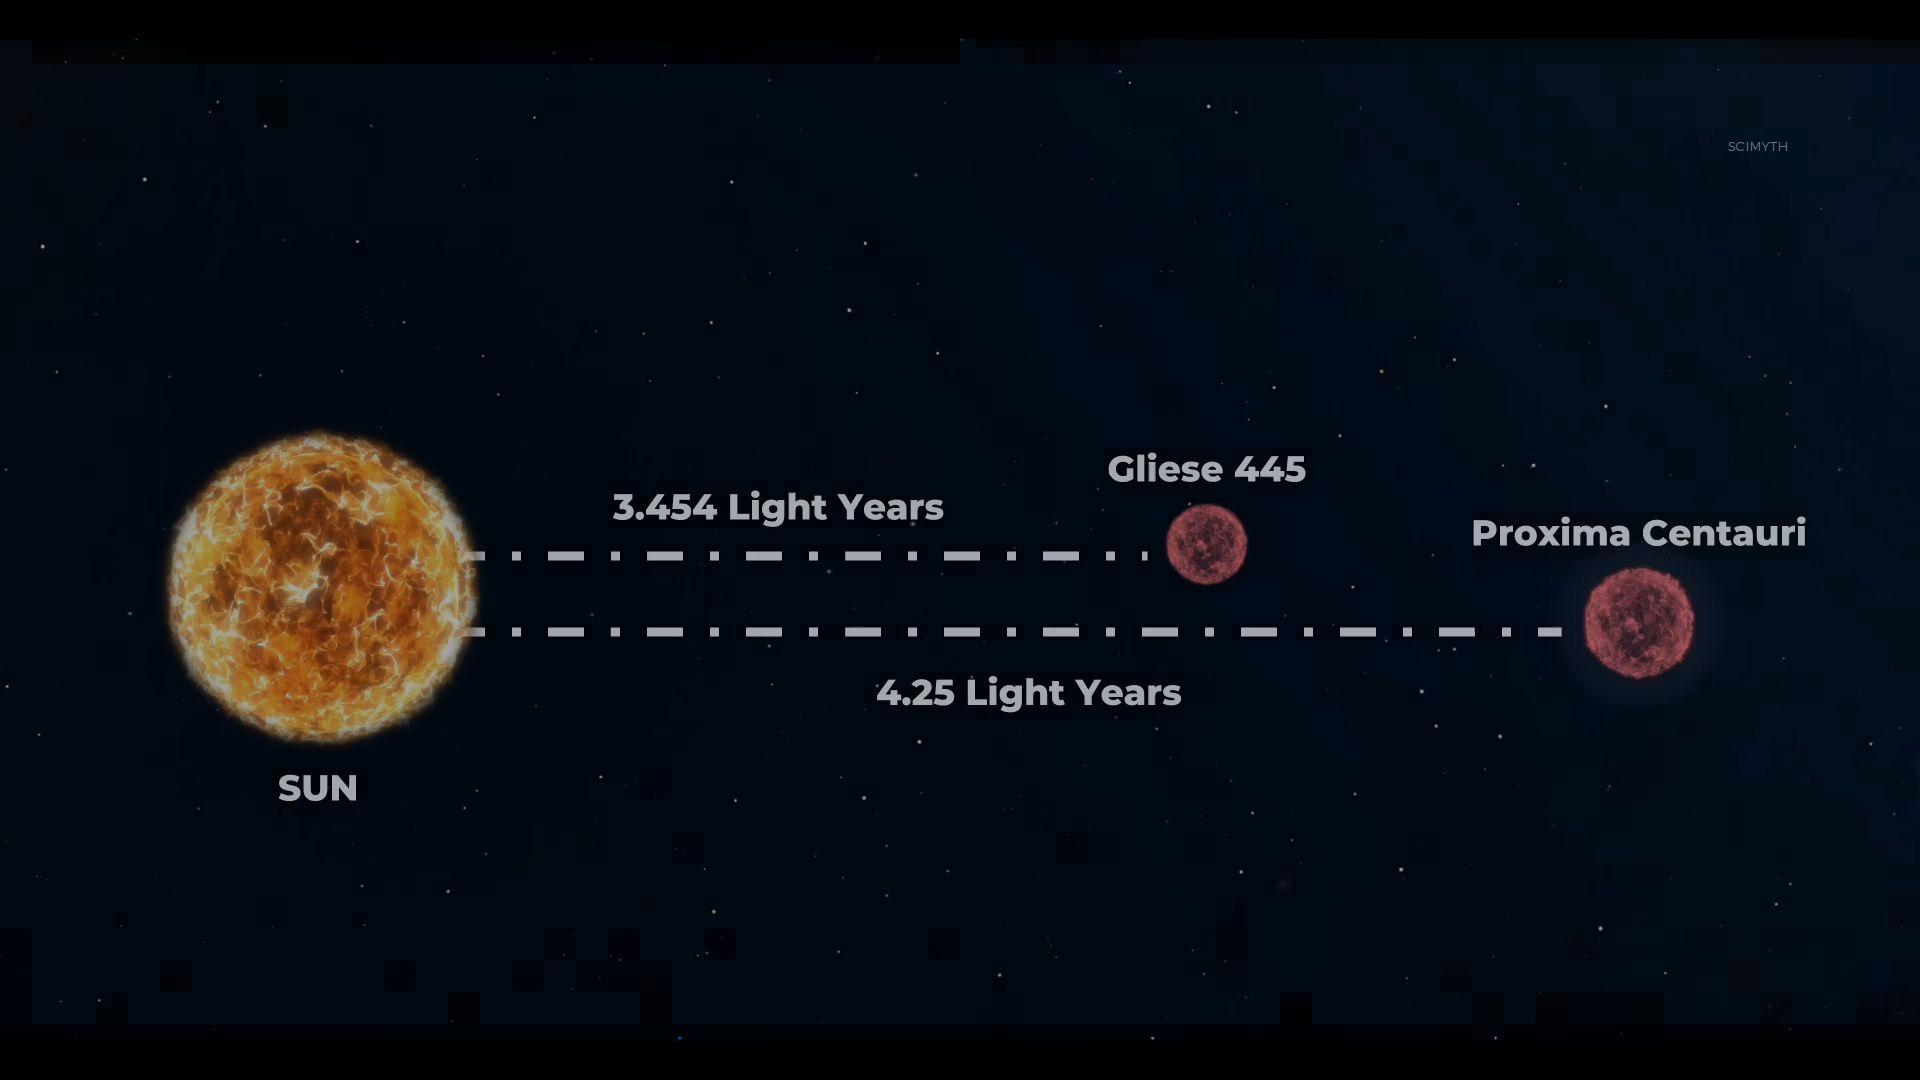 SCIMYTH
Gliese 445
3.454 Light Years
Proxima Centauri
4.25 Light Years
SUN